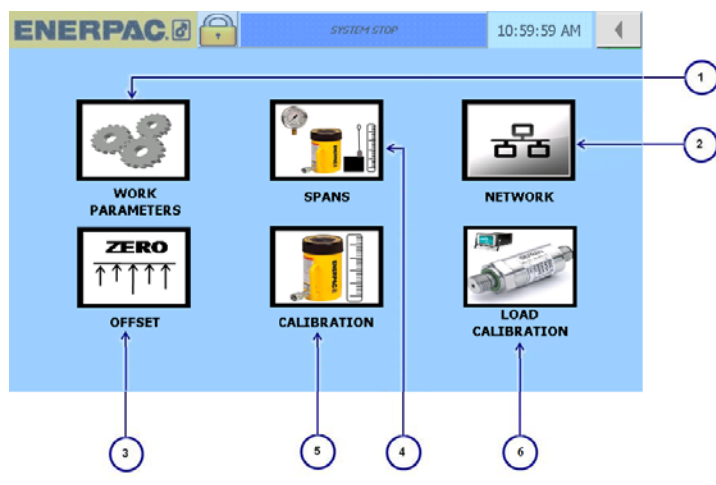 ENERPAC.
SYSTEM STOP
10:59:59 AM
1
WORK
PARAMETERS
SPANS
NETWORK
2
ZERO
OFFSET
CALIBRATION
LOAD
CALIBRATION
3
5
4
6